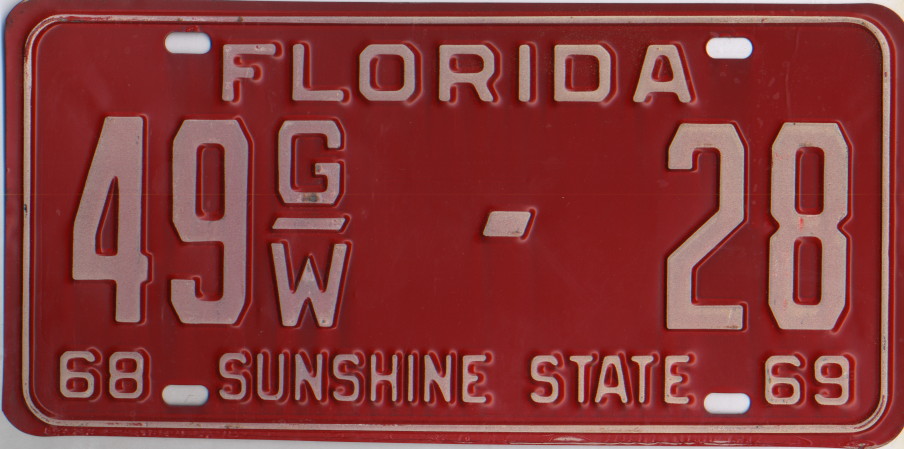 FLORIDA
49 G/W - 28
68 SUNSHINE STATE 69